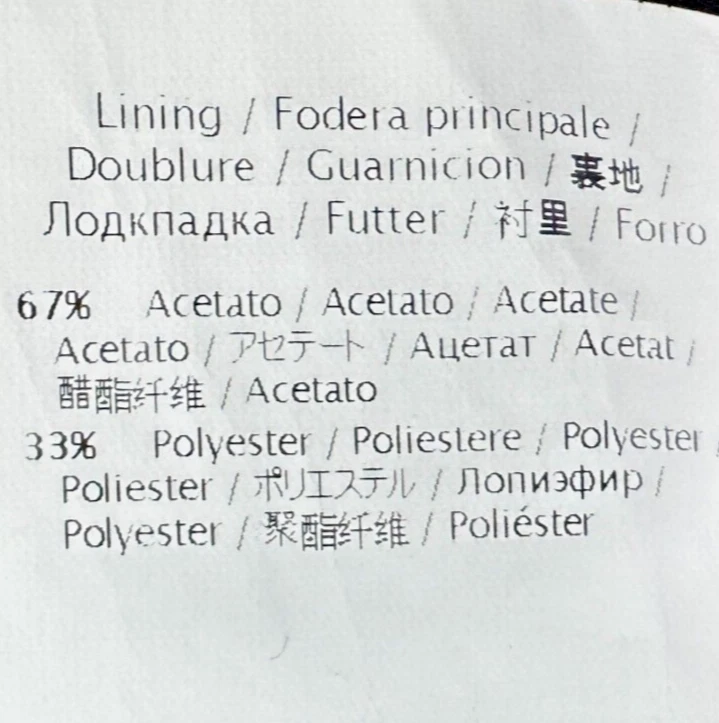 Lining / Fodera principale /
Doublure / Guarnicion / 裏地 /
Лодкпадка / Futter / 衬里 / Forro
67% Acetato / Acetato / Acetate /
Acetato / アセテート / Ацетат / Acetat /
醋酯纤维 / Acetato
33% Polyester / Poliestere / Polyester /
Poliester / ポリエステル / Лопиэфир /
Polyester / 聚酯纤维 / Poliéster